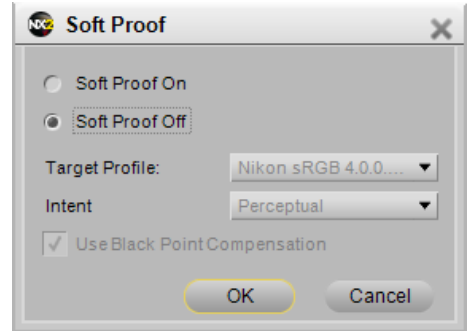 NX2 Soft Proof
Soft Proof On
Soft Proof Off
Target Profile: Nikon sRGB 4.0.0....
Intent Perceptual
Use Black Point Compensation
OK Cancel